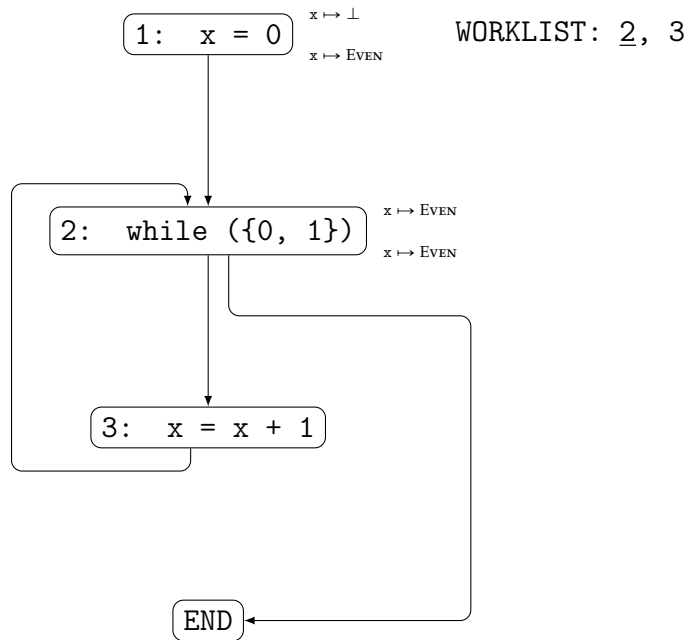 x ↦ ⊥
1: x = 0
WORKLIST: 2, 3
x ↦ Even
x ↦ Even
2: while ({0, 1})
x ↦ Even
3: x = x + 1
END